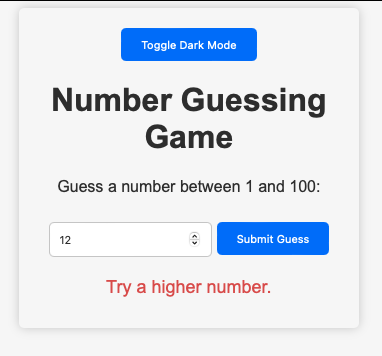 Toggle Dark Mode
Number Guessing
Game
Guess a number between 1 and 100:
12
Submit Guess
Try a higher number.